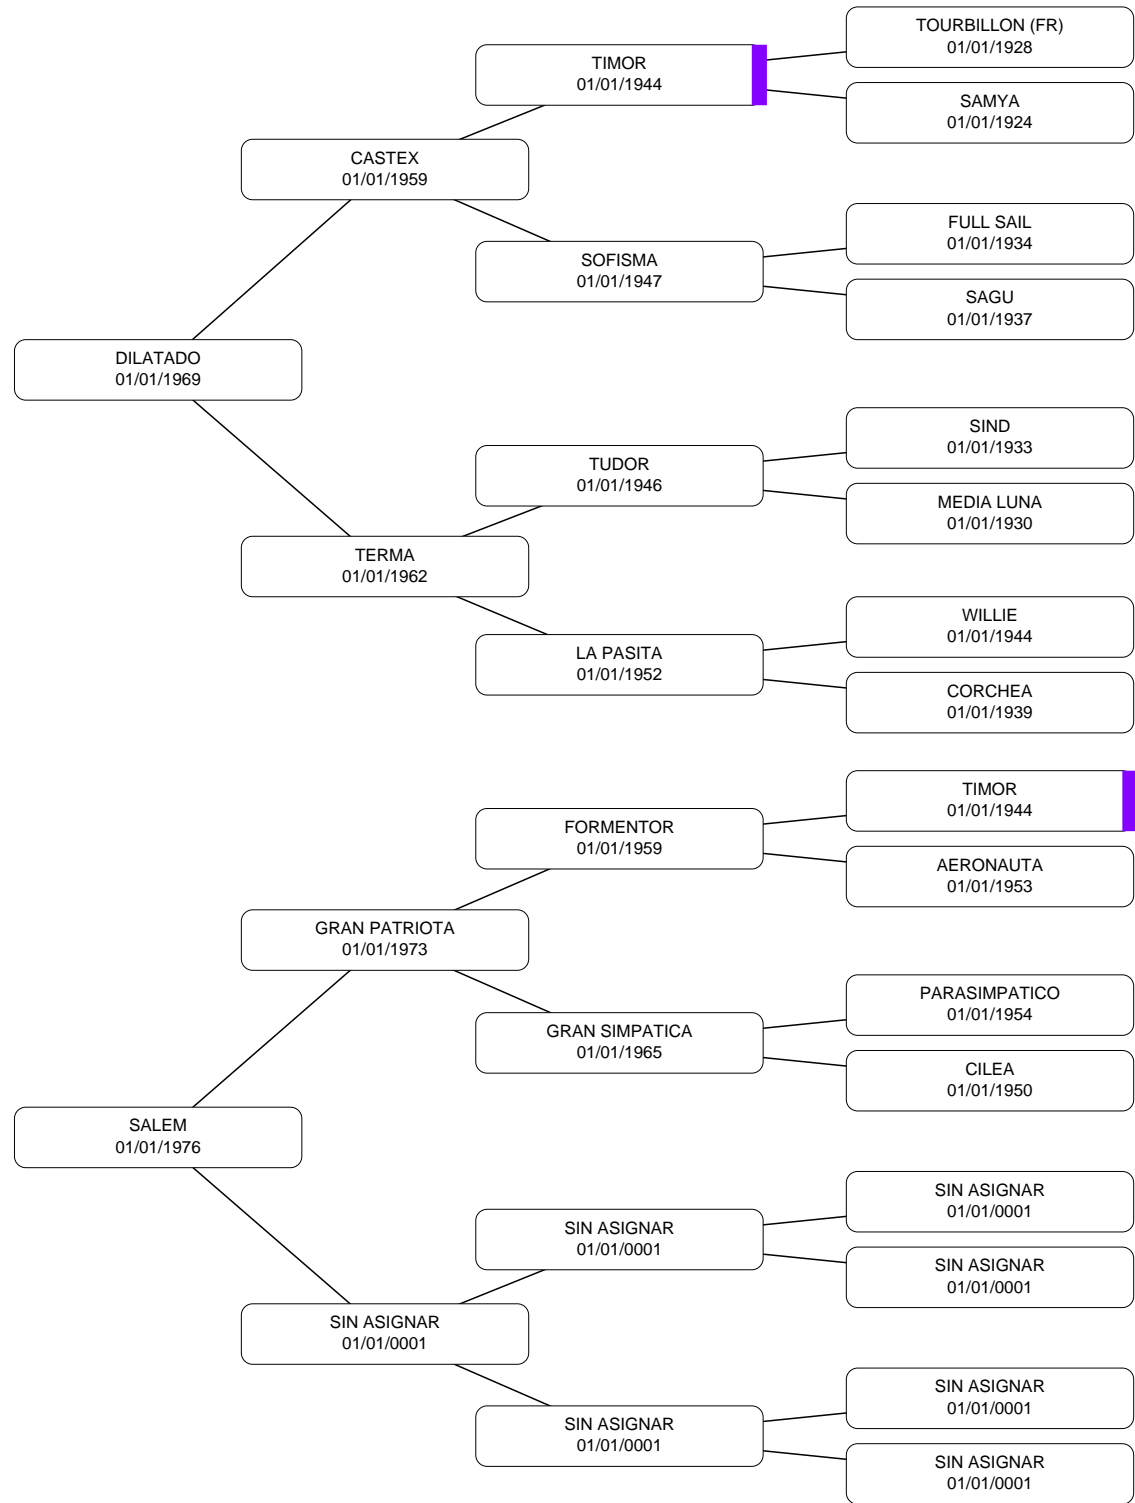 TOURBILLON (FR)
01/01/1928
TIMOR
01/01/1944
SAMYA
01/01/1924
CASTEX
01/01/1959
FULL SAIL
01/01/1934
SOFISMA
01/01/1947
SAGU
01/01/1937
DILATADO
01/01/1969
SIND
01/01/1933
TUDOR
01/01/1946
MEDIA LUNA
01/01/1930
TERMA
01/01/1962
WILLIE
01/01/1944
LA PASITA
01/01/1952
CORCHEA
01/01/1939
TIMOR
01/01/1944
FORMENTOR
01/01/1959
AERONAUTA
01/01/1953
GRAN PATRIOTA
01/01/1973
PARASIMPATICO
01/01/1954
GRAN SIMPATICA
01/01/1965
CILEA
01/01/1950
SALEM
01/01/1976
SIN ASIGNAR
01/01/0001
SIN ASIGNAR
01/01/0001
SIN ASIGNAR
01/01/0001
SIN ASIGNAR
01/01/0001
SIN ASIGNAR
01/01/0001
SIN ASIGNAR
01/01/0001
SIN ASIGNAR
01/01/0001